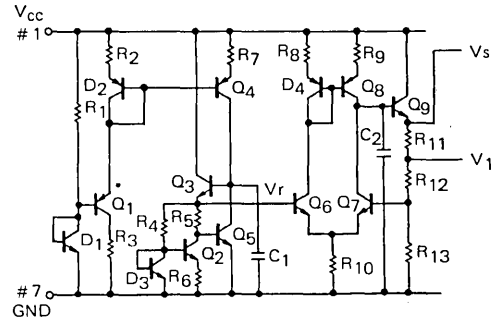 Vcc
#1
R2
R7
R8
R9
Vs
D2
D4
Q4
Q8
Q9
R1
C2
R11
V1
Q3
Vr
R12
Q1
Q6
Q7
R4
R5
R3
Q5
D1
Q2
C1
R13
D3
R6
R10
#7
GND